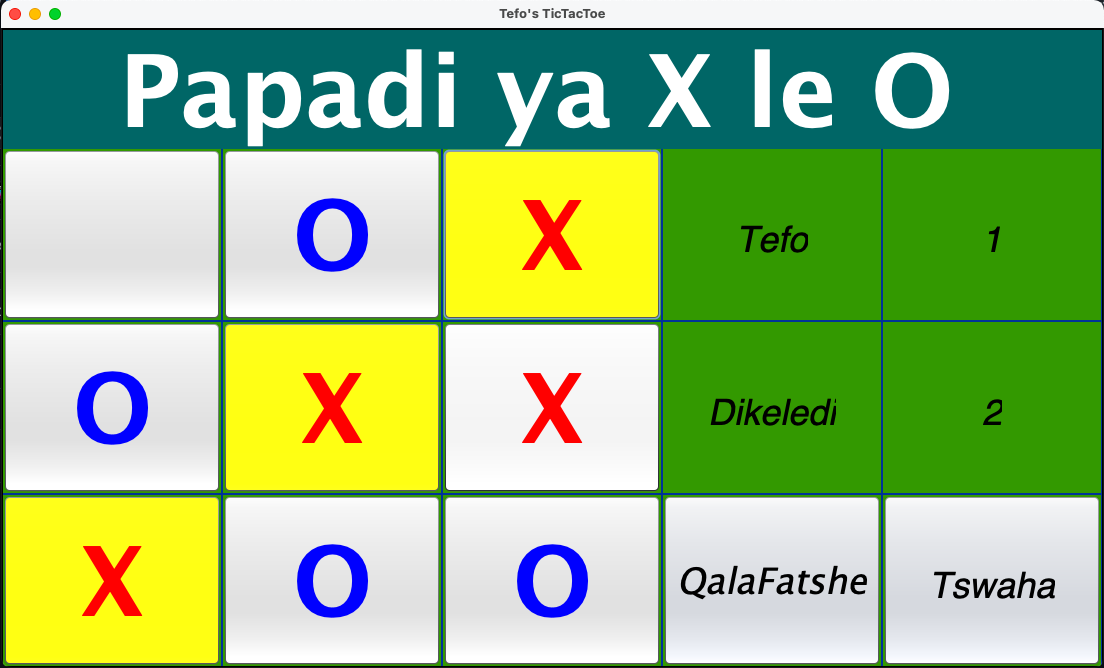 Tefo's TicTacToe
Papadi ya X le O
O X Tefo 1
O X X Dikeledi 2
X O O QalaFatshe Tswaha